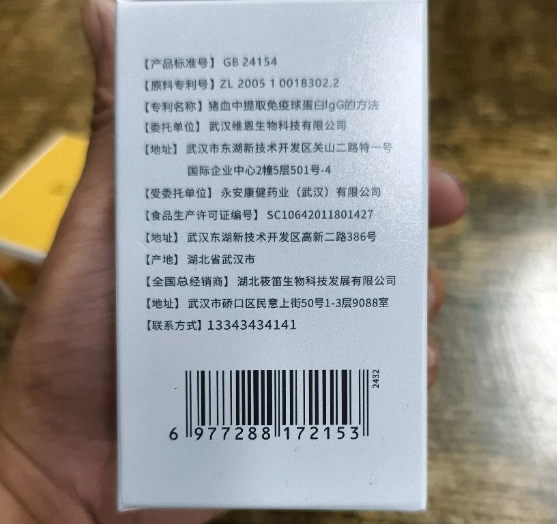 【产品标准号】 GB 24154
【原料专利号】 ZL 2005 1 0018302.2
【专利名称】 猪血中提取免疫球蛋白IgG的方法
【委托单位】 武汉维恩生物科技有限公司
【地址】 武汉市东湖新技术开发区关山二路特一号
国际企业中心2幢5层501号-4
【受委托单位】 永安康健药业（武汉）有限公司
【食品生产许可证编号】 SC10642011801427
【地址】 武汉东湖新技术开发区高新二路386号
【产地】 湖北省武汉市
【全国总经销商】 湖北筱笛生物科技发展有限公司
【地址】 武汉市硚口区民意上街50号1-3层9088室
【联系方式】 13343434141
2432
6 977288 172153